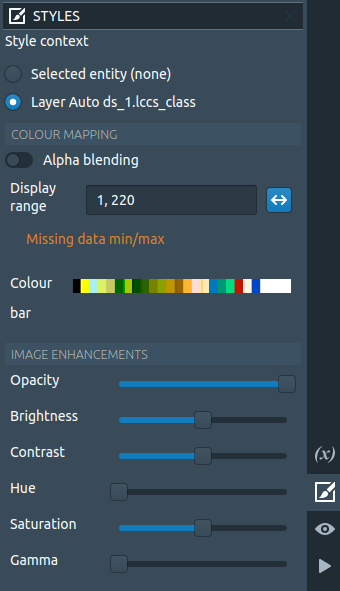 STYLES
Style context
Selected entity (none)
Layer Auto ds_1.lccs_class
COLOUR MAPPING
Alpha blending
Display
range
1, 220
Missing data min/max
Colour
bar
IMAGE ENHANCEMENTS
Opacity
Brightness
Contrast
(x)
Hue
Saturation
Gamma